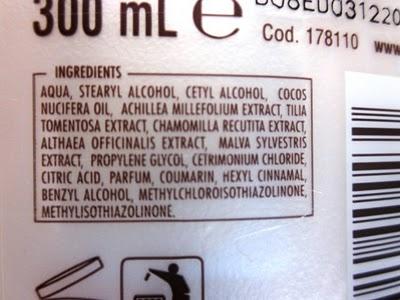 300 mL e
B08ED031220
Cod. 178110 www
INGREDIENTS
AQUA, STEARYL ALCOHOL, CETYL ALCOHOL, COCOS
NUCIFERA OIL, ACHILLEA MILLEFOLIUM EXTRACT, TILIA
TOMENTOSA EXTRACT, CHAMOMILLA RECUTITA EXTRACT,
ALTHAEA OFFICINALIS EXTRACT, MALVA SYLVESTRIS
EXTRACT, PROPYLENE GLYCOL, CETRIMONIUM CHLORIDE,
CITRIC ACID, PARFUM, COUMARIN, HEXYL CINNAMAL,
BENZYL ALCOHOL, METHYLCHLOROISOTHIAZOLINONE,
METHYLISOTHIAZOLINONE.